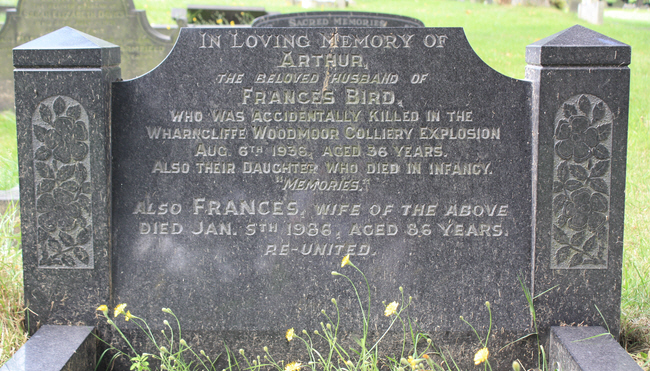 SACRED MEMORIES
IN LOVING MEMORY OF
ARTHUR,
THE BELOVED HUSBAND OF
FRANCES BIRD,
WHO WAS ACCIDENTALLY KILLED IN THE
WHARNCLIFFE WOODMOOR COLLIERY EXPLOSION
AUG. 6TH 1936, AGED 36 YEARS.
ALSO THEIR DAUGHTER WHO DIED IN INFANCY.
"MEMORIES."
ALSO FRANCES, WIFE OF THE ABOVE
DIED JAN. 5TH 1986, AGED 86 YEARS.
RE-UNITED.